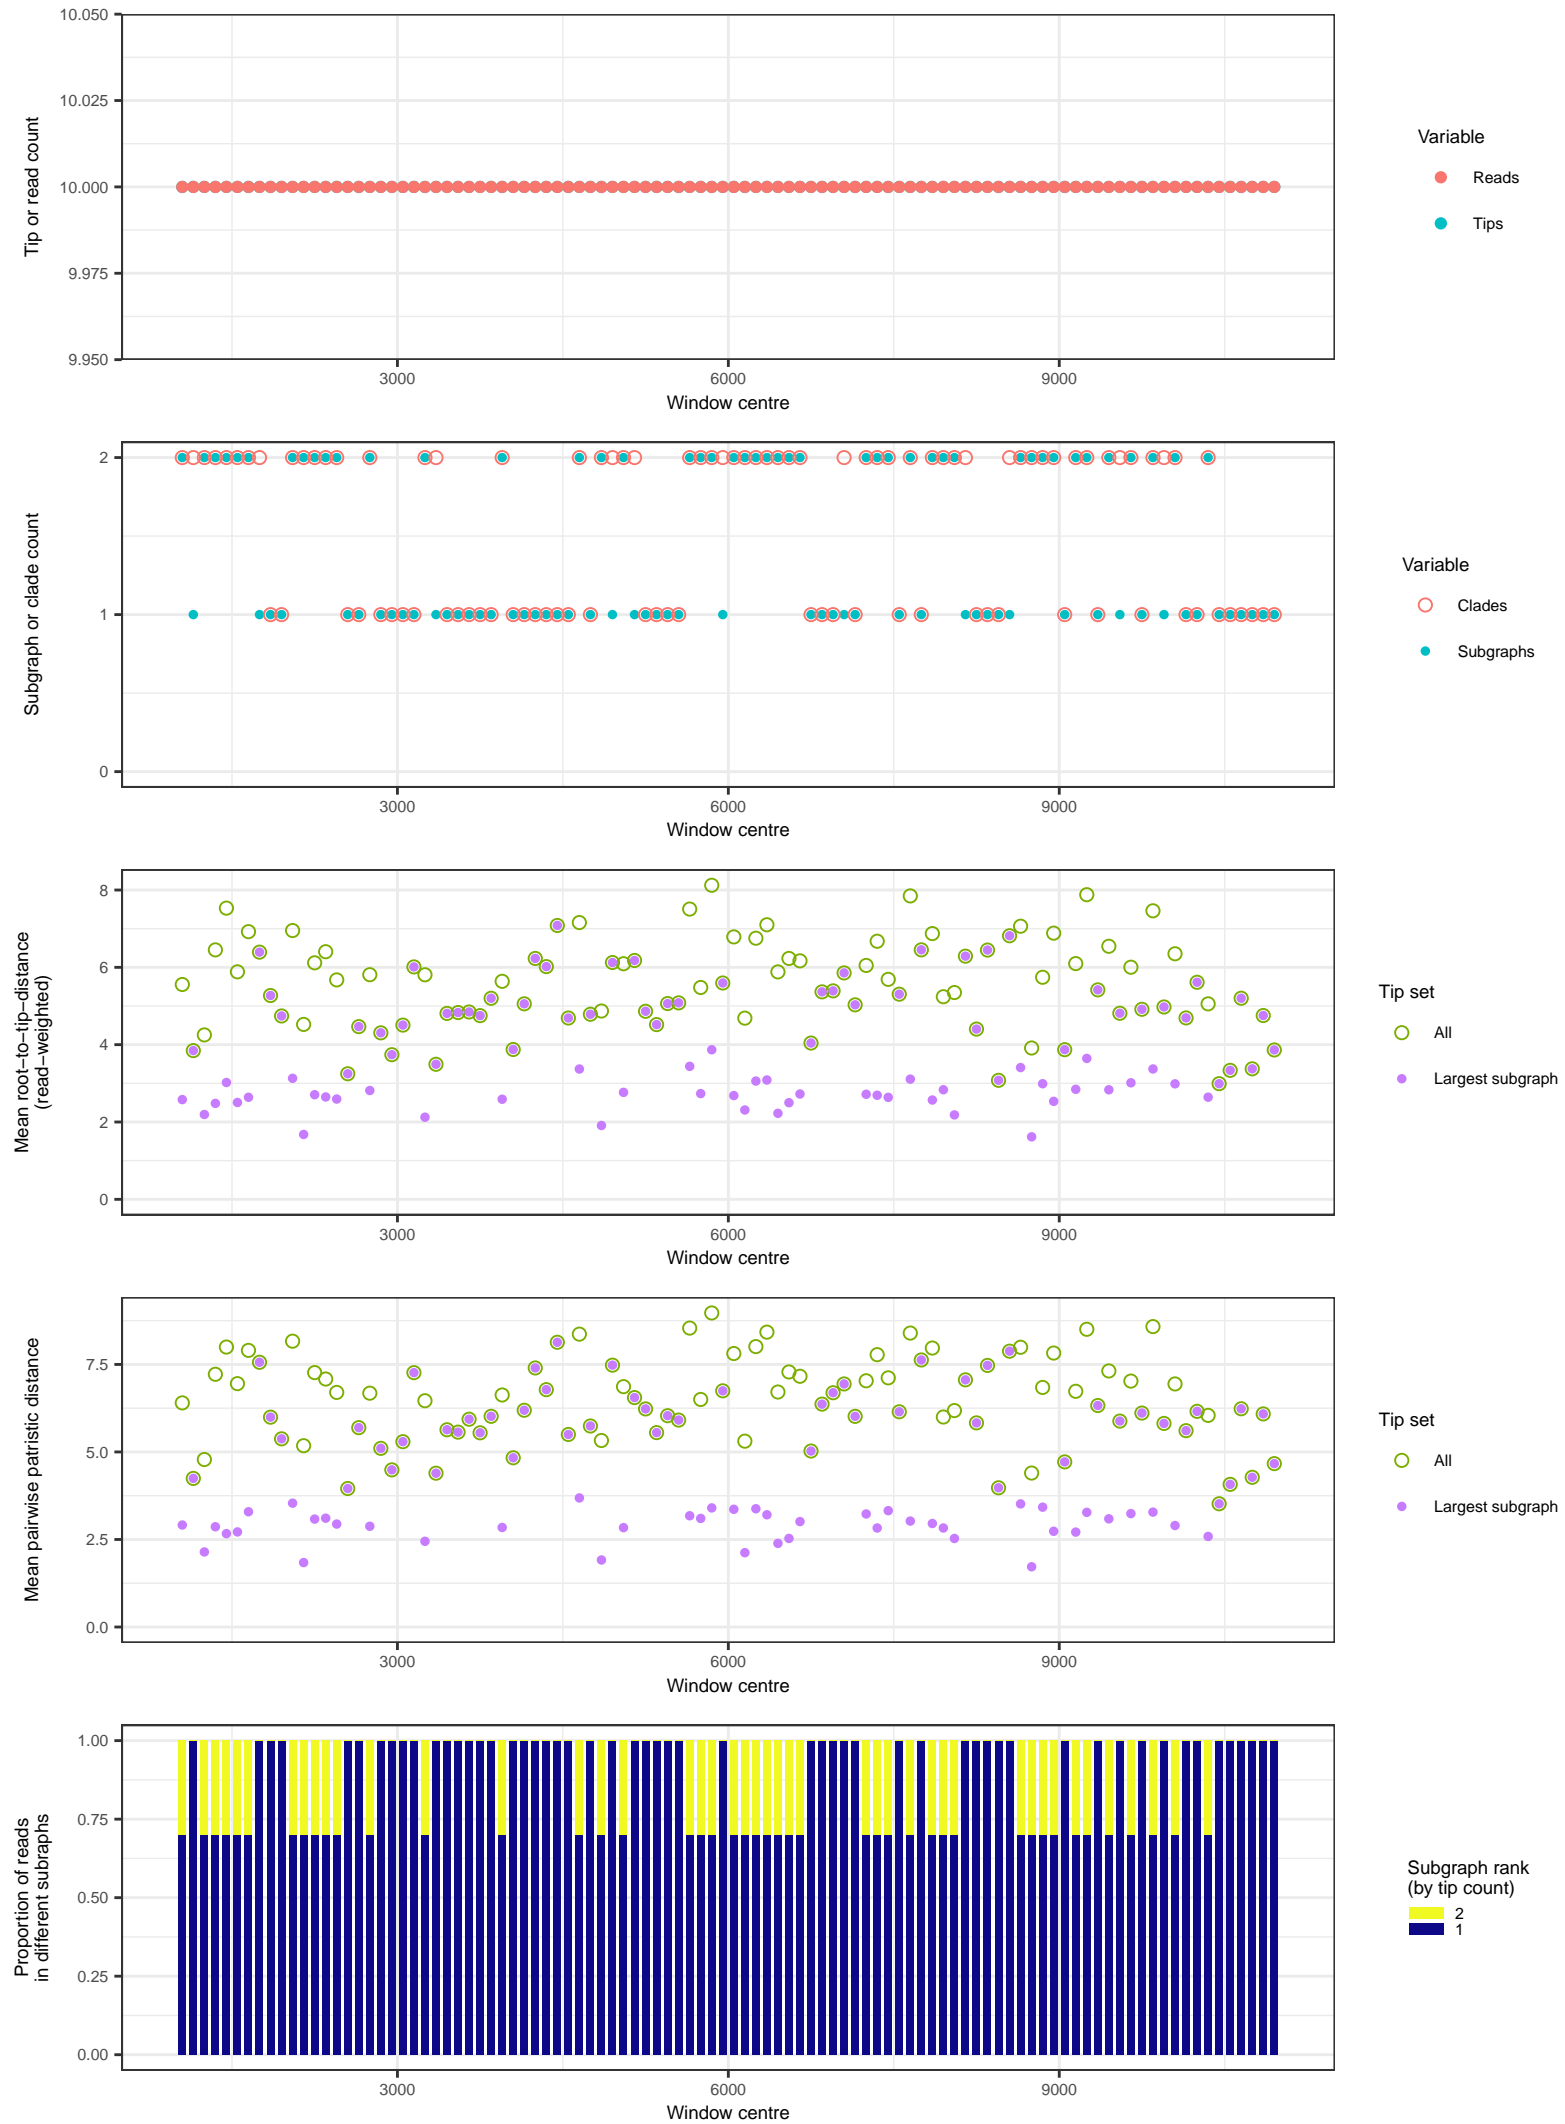 10.050
10.025
10.000
9.975
9.950
Tip or read count
3000 6000 9000
Window centre
Variable
Reads
Tips
2
1
0
Subgraph or clade count
3000 6000 9000
Window centre
Variable
Clades
Subgraphs
8
6
4
2
0
Mean root−to−tip−distance
(read−weighted)
3000 6000 9000
Window centre
Tip set
All
Largest subgraph
7.5
5.0
2.5
0.0
Mean pairwise patristic distance
3000 6000 9000
Window centre
Tip set
All
Largest subgraph
1.00
0.75
0.50
0.25
0.00
Proportion of reads
in different subraphs
3000 6000 9000
Window centre
Subgraph rank
(by tip count)
2
1